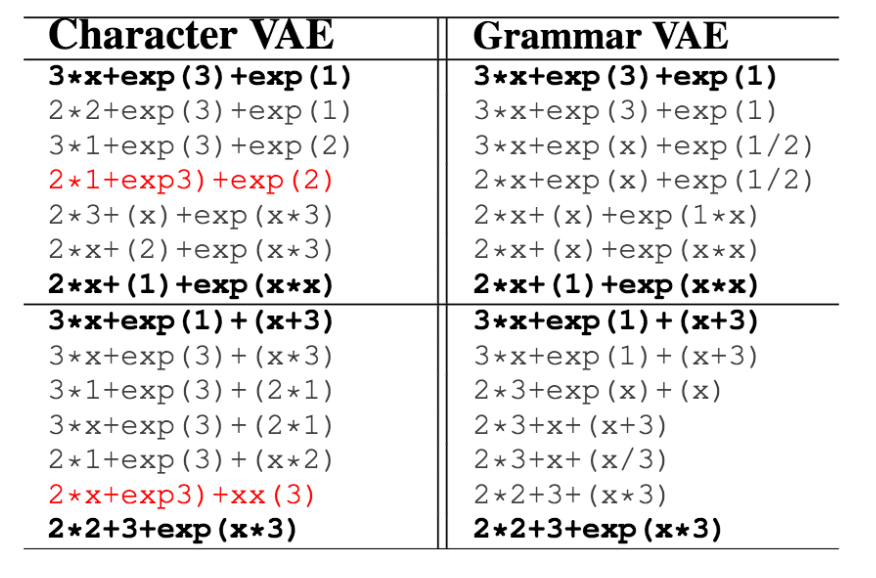 Character VAE Grammar VAE
3*x+exp(3)+exp(1) 3*x+exp(3)+exp(1)
2*2+exp(3)+exp(1) 3*x+exp(3)+exp(1)
3*1+exp(3)+exp(2) 3*x+exp(x)+exp(1/2)
2*1+exp3)+exp(2) 2*x+exp(x)+exp(1/2)
2*3+(x)+exp(x*3) 2*x+(x)+exp(1*x)
2*x+(2)+exp(x*3) 2*x+(x)+exp(x*x)
2*x+(1)+exp(x*x) 2*x+(1)+exp(x*x)
3*x+exp(1)+(x+3) 3*x+exp(1)+(x+3)
3*x+exp(3)+(x*3) 3*x+exp(1)+(x+3)
3*1+exp(3)+(2*1) 2*3+exp(x)+(x)
3*x+exp(3)+(2*1) 2*3+x+(x+3)
2*1+exp(3)+(x*2) 2*3+x+(x/3)
2*x+exp3)+xx(3) 2*2+3+(x*3)
2*2+3+exp(x*3) 2*2+3+exp(x*3)